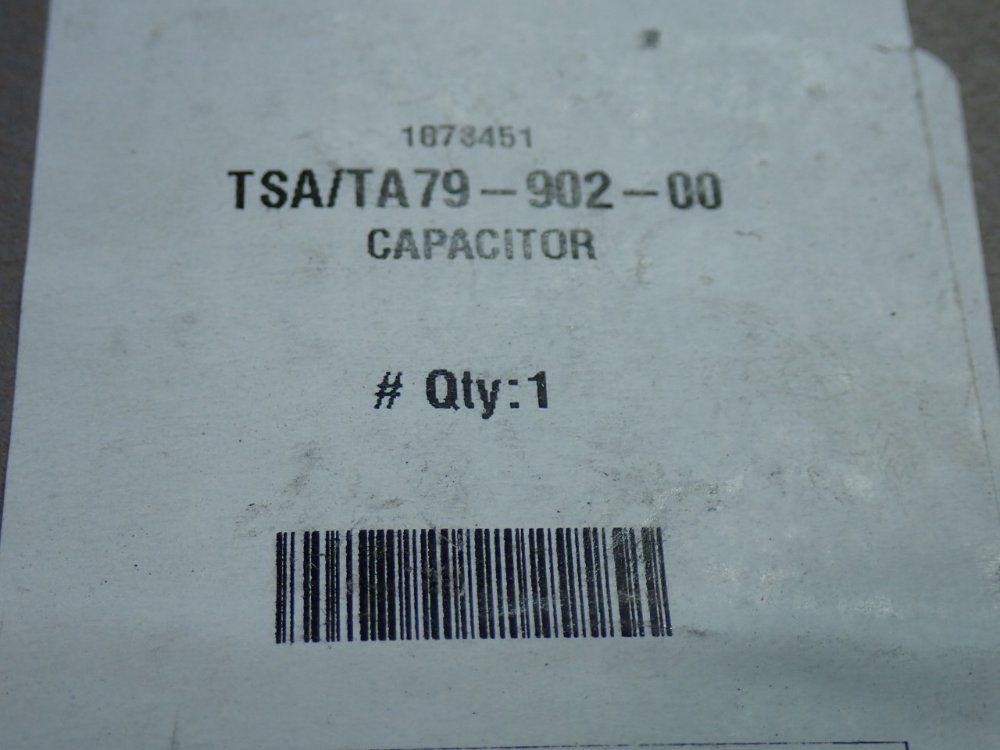 1073451
TSA/TA79-902-00
CAPACITOR
# Qty:1